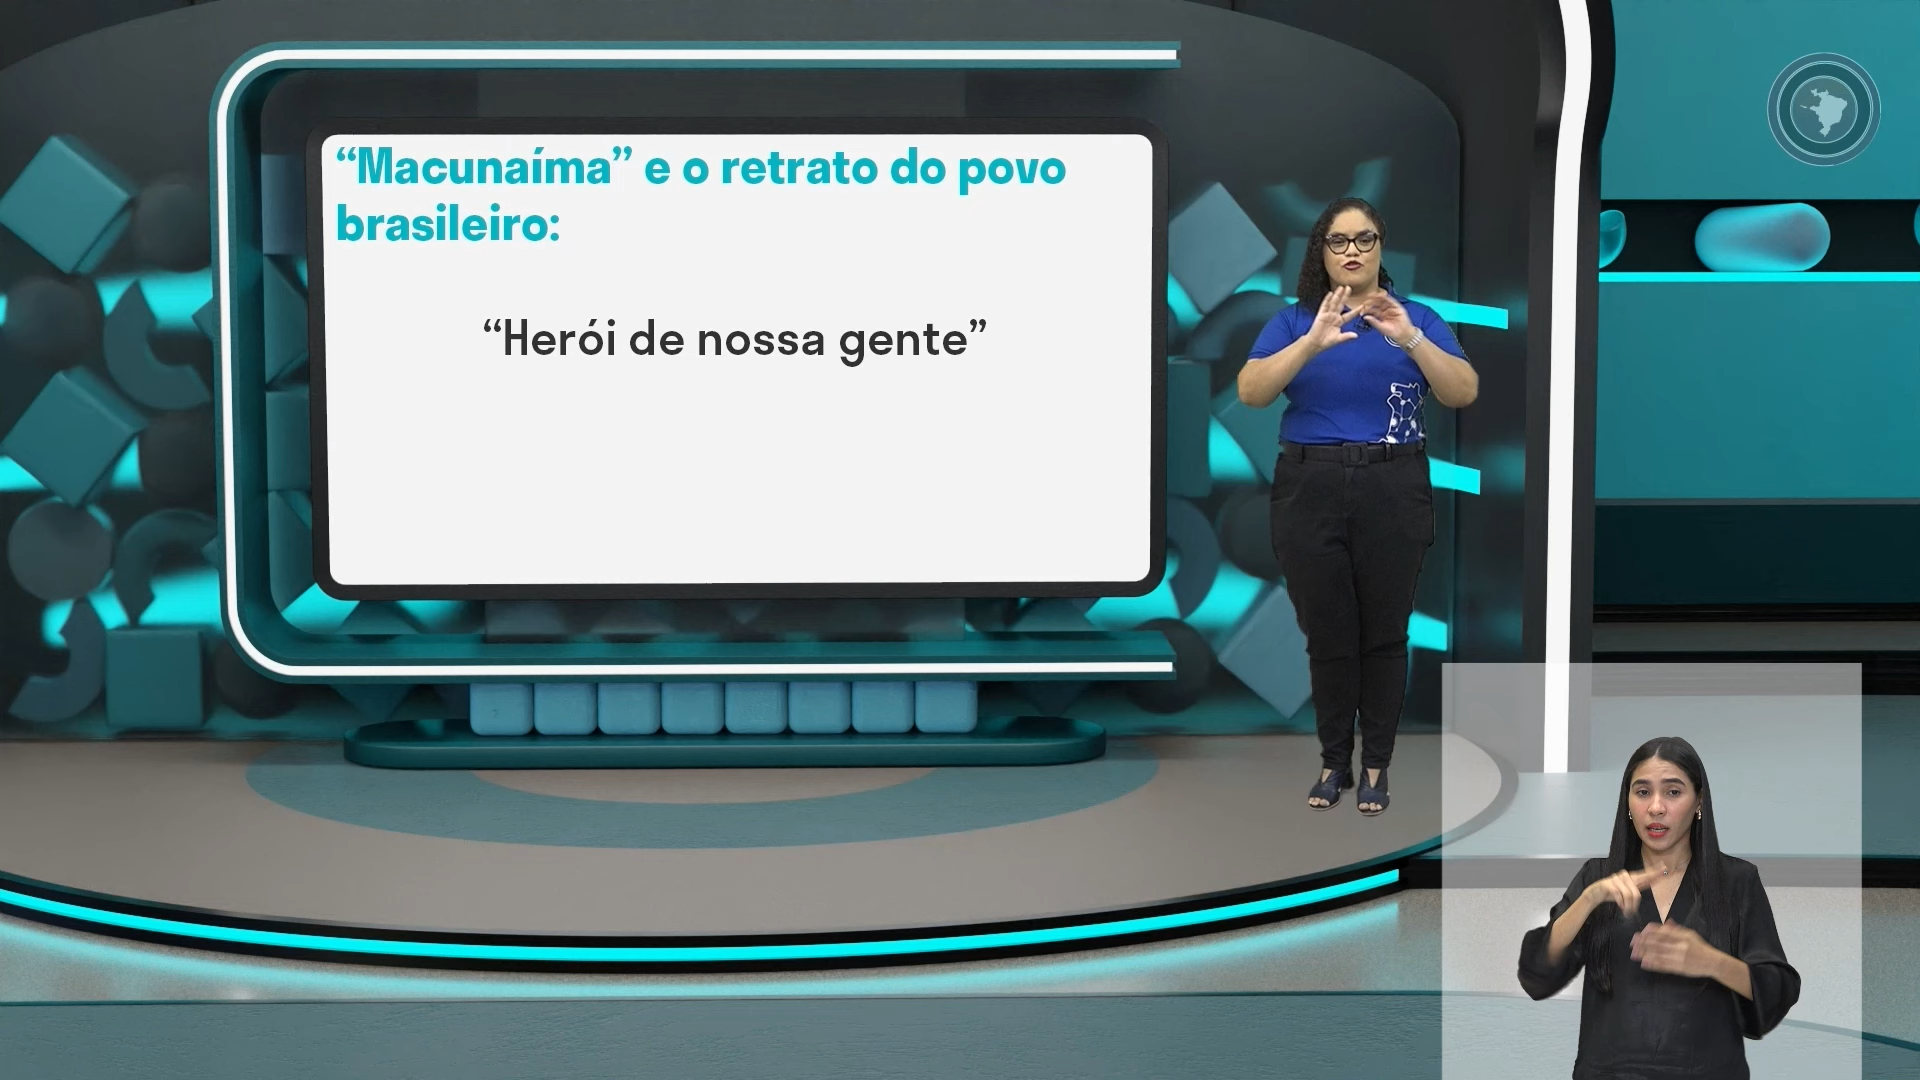 “Macunaíma” e o retrato do povo
brasileiro:
“Herói de nossa gente”